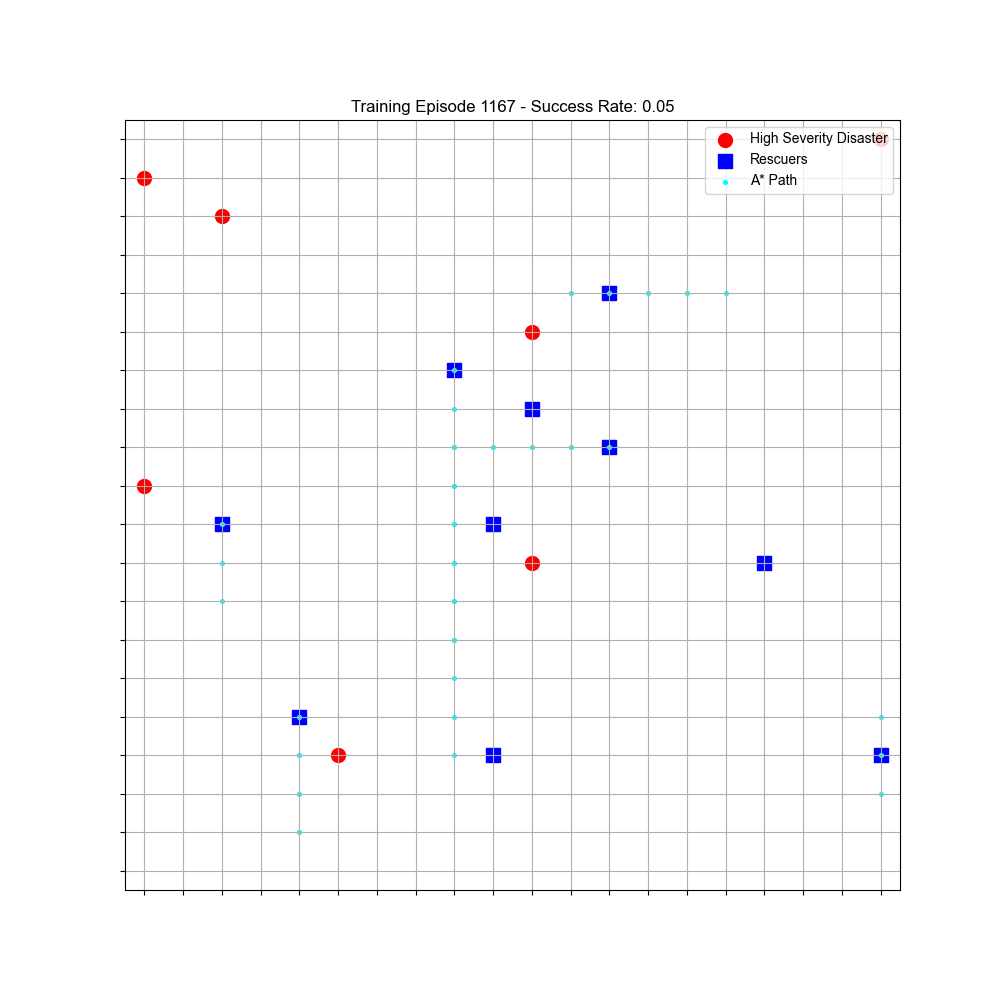 Training Episode 1167 - Success Rate: 0.05
High Severity Disaster
Rescuers
A* Path